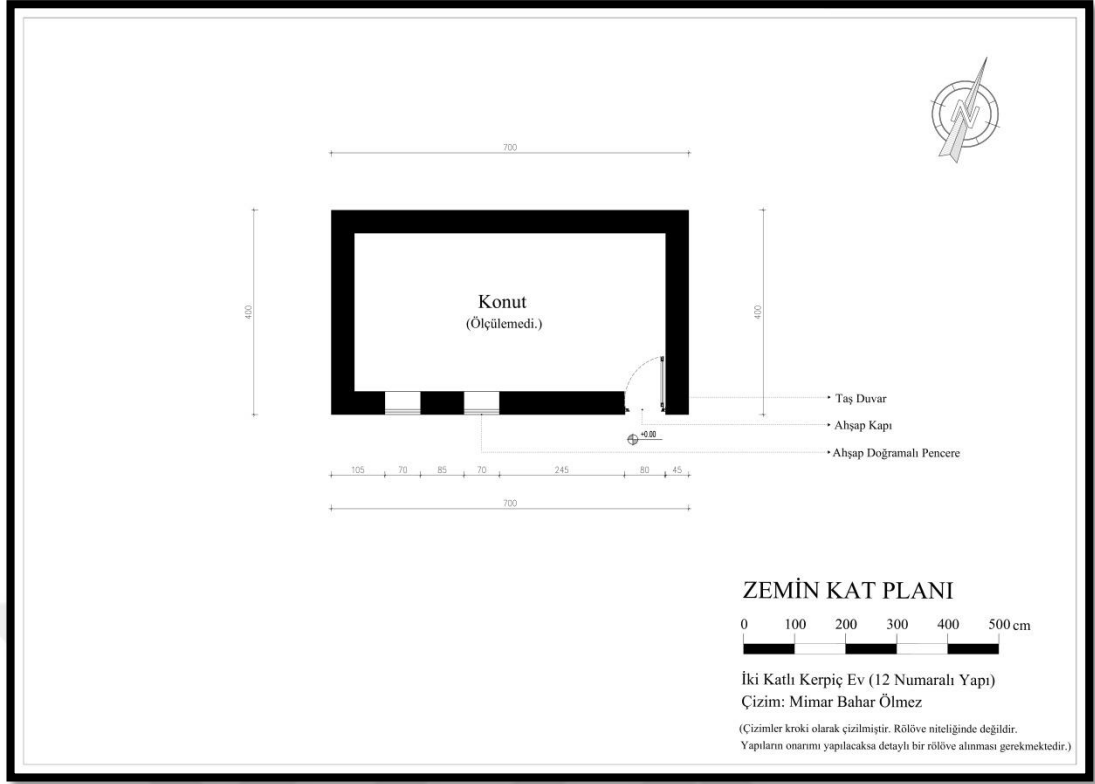 N
700
400
Konut
(Ölçülemedi.)
400
Taş Duvar
Ahşap Kapı
+0.00
Ahşap Doğramalı Pencere
105 70 85 70 245 80 45
700
ZEMİN KAT PLANI
0 100 200 300 400 500 cm
İki Katlı Kerpiç Ev (12 Numaralı Yapı)
Çizim: Mimar Bahar Ölmez
(Çizimler kroki olarak çizilmiştir. Rölöve niteliğinde değildir.
Yapıların onarımı yapılacaksa detaylı bir rölöve alınması gerekmektedir.)